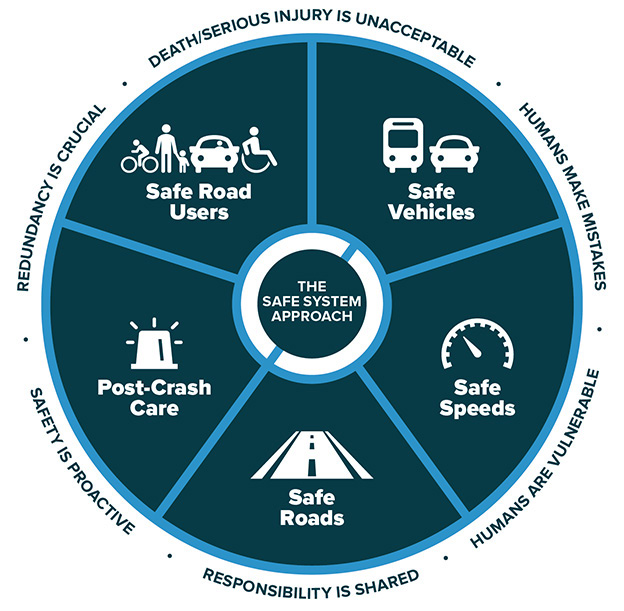 DEATH/SERIOUS INJURY IS UNACCEPTABLE
HUMANS MAKE MISTAKES
HUMANS ARE VULNERABLE
RESPONSIBILITY IS SHARED
SAFETY IS PROACTIVE
REDUNDANCY IS CRUCIAL
Safe Road
Users
Safe
Vehicles
Safe
Speeds
Safe
Roads
Post-Crash
Care
THE
SAFE SYSTEM
APPROACH